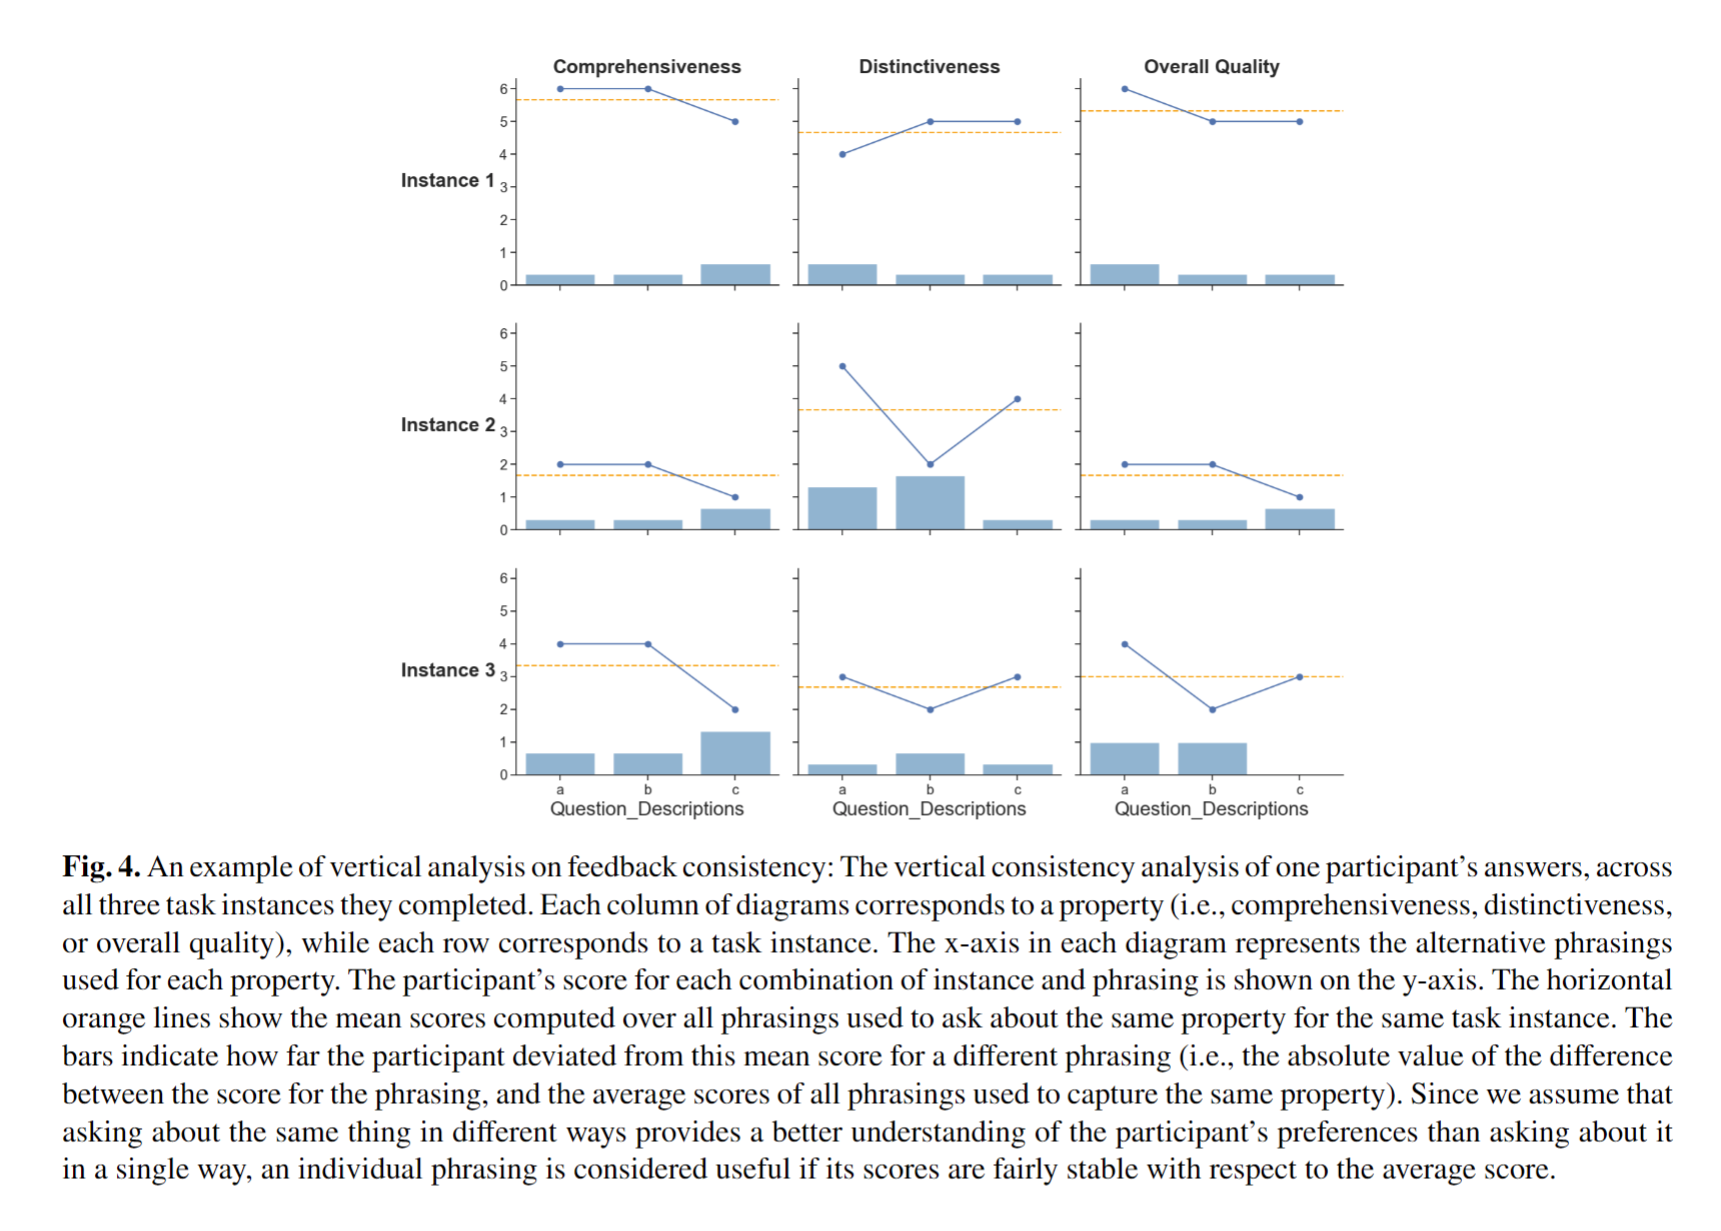 Comprehensiveness Distinctiveness Overall Quality
6
5
4
Instance 1 3
2
1
0
6
5
4
Instance 2 3
2
1
0
6
5
4
Instance 3 3
2
1
0
a b c a b c a b c
Question_Descriptions Question_Descriptions Question_Descriptions
Fig. 4. An example of vertical analysis on feedback consistency: The vertical consistency analysis of one participant’s answers, across
all three task instances they completed. Each column of diagrams corresponds to a property (i.e., comprehensiveness, distinctiveness,
or overall quality), while each row corresponds to a task instance. The x-axis in each diagram represents the alternative phrasings
used for each property. The participant’s score for each combination of instance and phrasing is shown on the y-axis. The horizontal
orange lines show the mean scores computed over all phrasings used to ask about the same property for the same task instance. The
bars indicate how far the participant deviated from this mean score for a different phrasing (i.e., the absolute value of the difference
between the score for the phrasing, and the average scores of all phrasings used to capture the same property). Since we assume that
asking about the same thing in different ways provides a better understanding of the participant’s preferences than asking about it
in a single way, an individual phrasing is considered useful if its scores are fairly stable with respect to the average score.